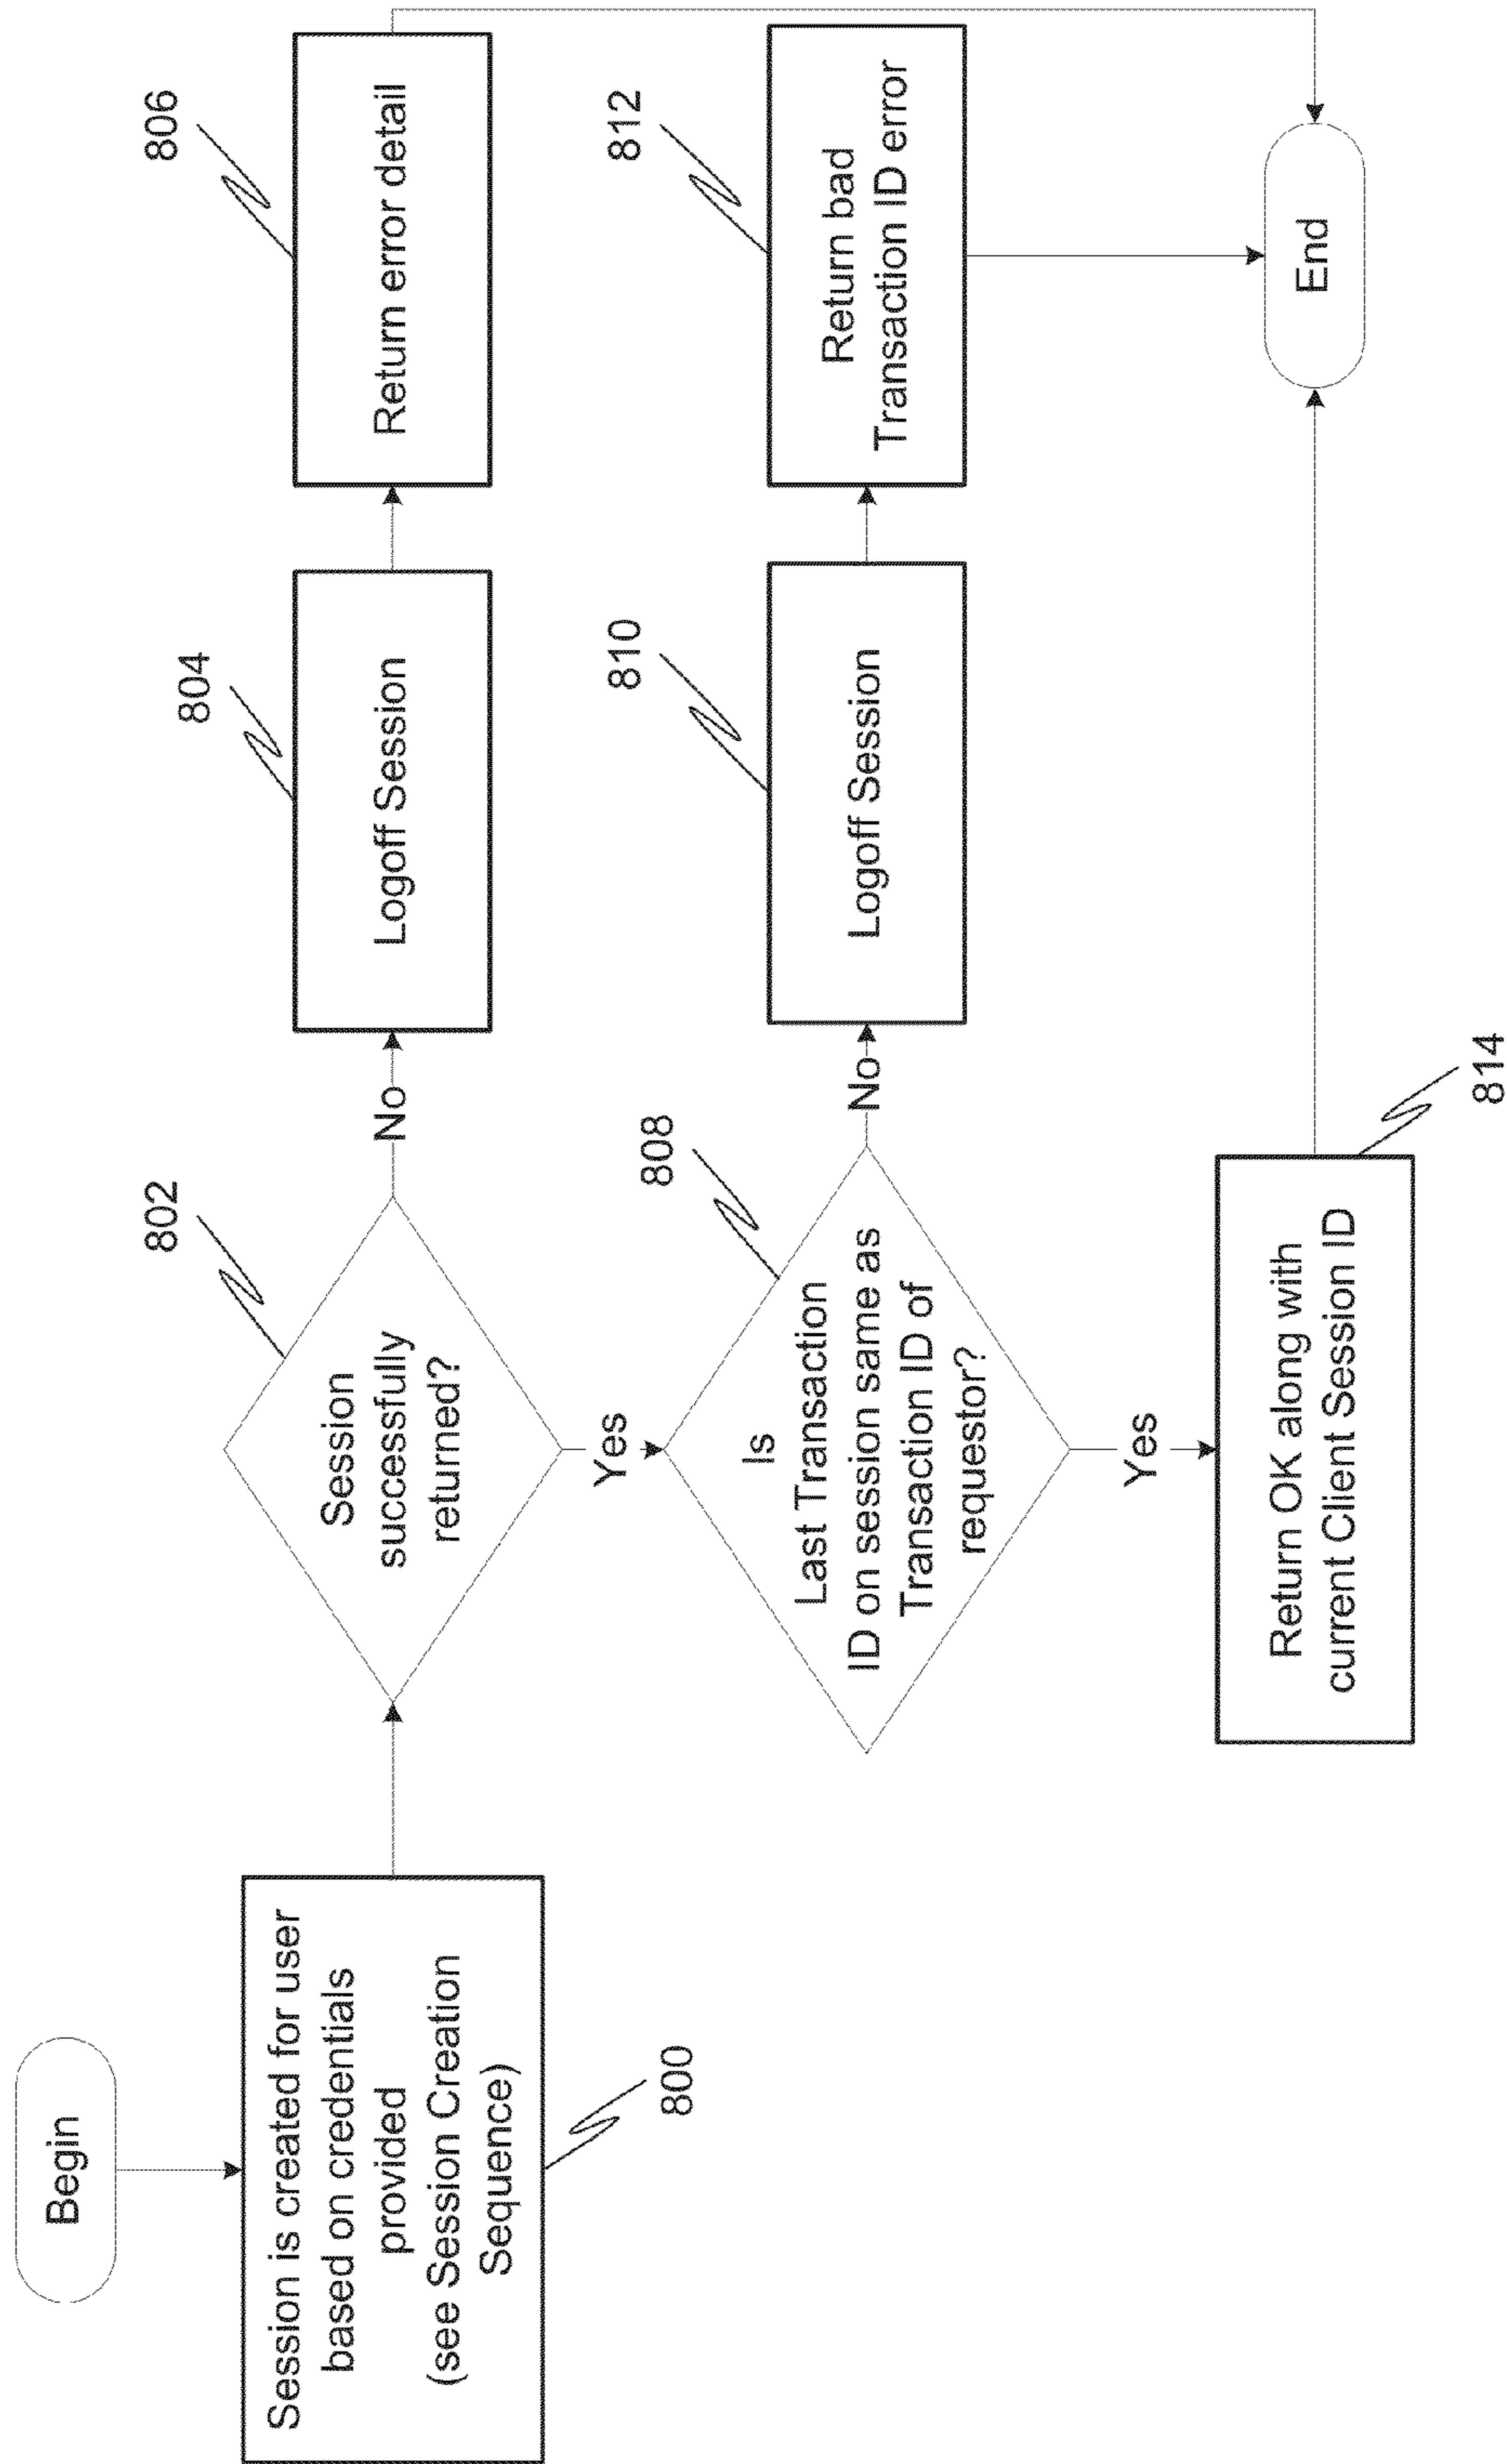 Begin
Session is created for user
based on credentials
provided
(see Session Creation
Sequence)
800
Session
successfully
returned?
802
No
Logoff Session
804
Return error detail
806
Yes
Is
Last Transaction
ID on session same as
Transaction ID of
requestor?
808
No
Logoff Session
810
Return bad
Transaction ID error
812
Yes
Return OK along with
current Client Session ID
814
End